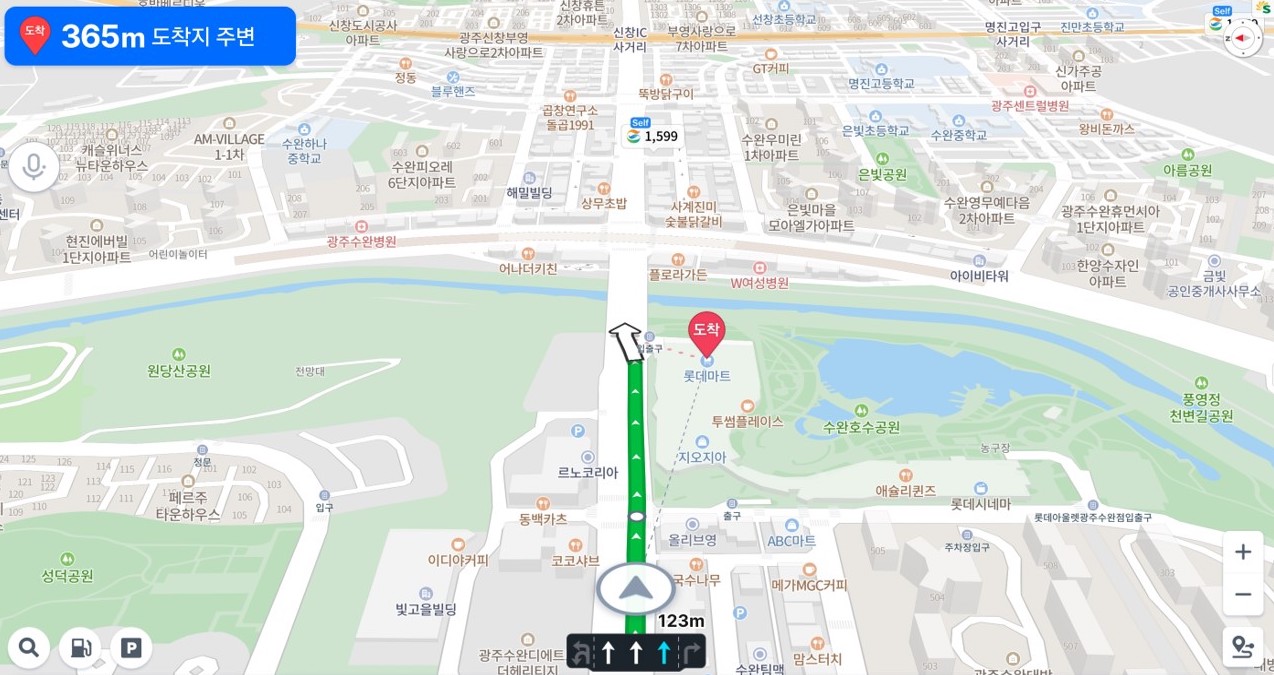 도착
365m 도착지 주변
신창도시공사
아파트
광주신창부영
사랑으로2차아파트
신창휴튼
2차아파트
신창IC
사거리
부영사랑으로
7차아파트
선창초등학교
명진고입구
사거리
진만초등학교
Self
정동
블루핸즈
곱창연구소
돌곱1991
뚝방닭구이
GT커피
명진고등학교
신가주공
아파트
광주센트럴병원
왕비돈까스
AM-VILLAGE
1-1차
캐슬위너스
뉴타운하우스
수완하나
중학교
수완피오레
6단지아파트
Self
1,599
수완우미린
1차아파트
은빛초등학교
수완중학교
은빛공원
아름공원
해밀빌딩
상무초밥
사계진미
숯불닭갈비
은빛마을
모아엘가아파트
수완영무예다음
2차아파트
광주수완휴먼시아
1단지아파트
센터
현진에버빌
1단지아파트
어린이놀이터
광주수완병원
어나더키친
플로라가든
W여성병원
아이비타워
한양수자인
아파트
금빛
공인중개사사무소
도착
롯데마트
원당산공원
전망대
투썸플레이스
수완호수공원
풍영정
천변길공원
지오지아
농구장
정문
르노코리아
페르주
타운하우스
입구
동백카츠
출구
올리브영
ABC마트
애슐리퀸즈
롯데시네마
롯데아울렛광주수완점입출구
주차장입구
이디야커피
코코샤브
국수나무
메가MGC커피
성덕공원
빛고을빌딩
123m
광주수완디에트
더헤리티지
수완팀맥
맘스터치